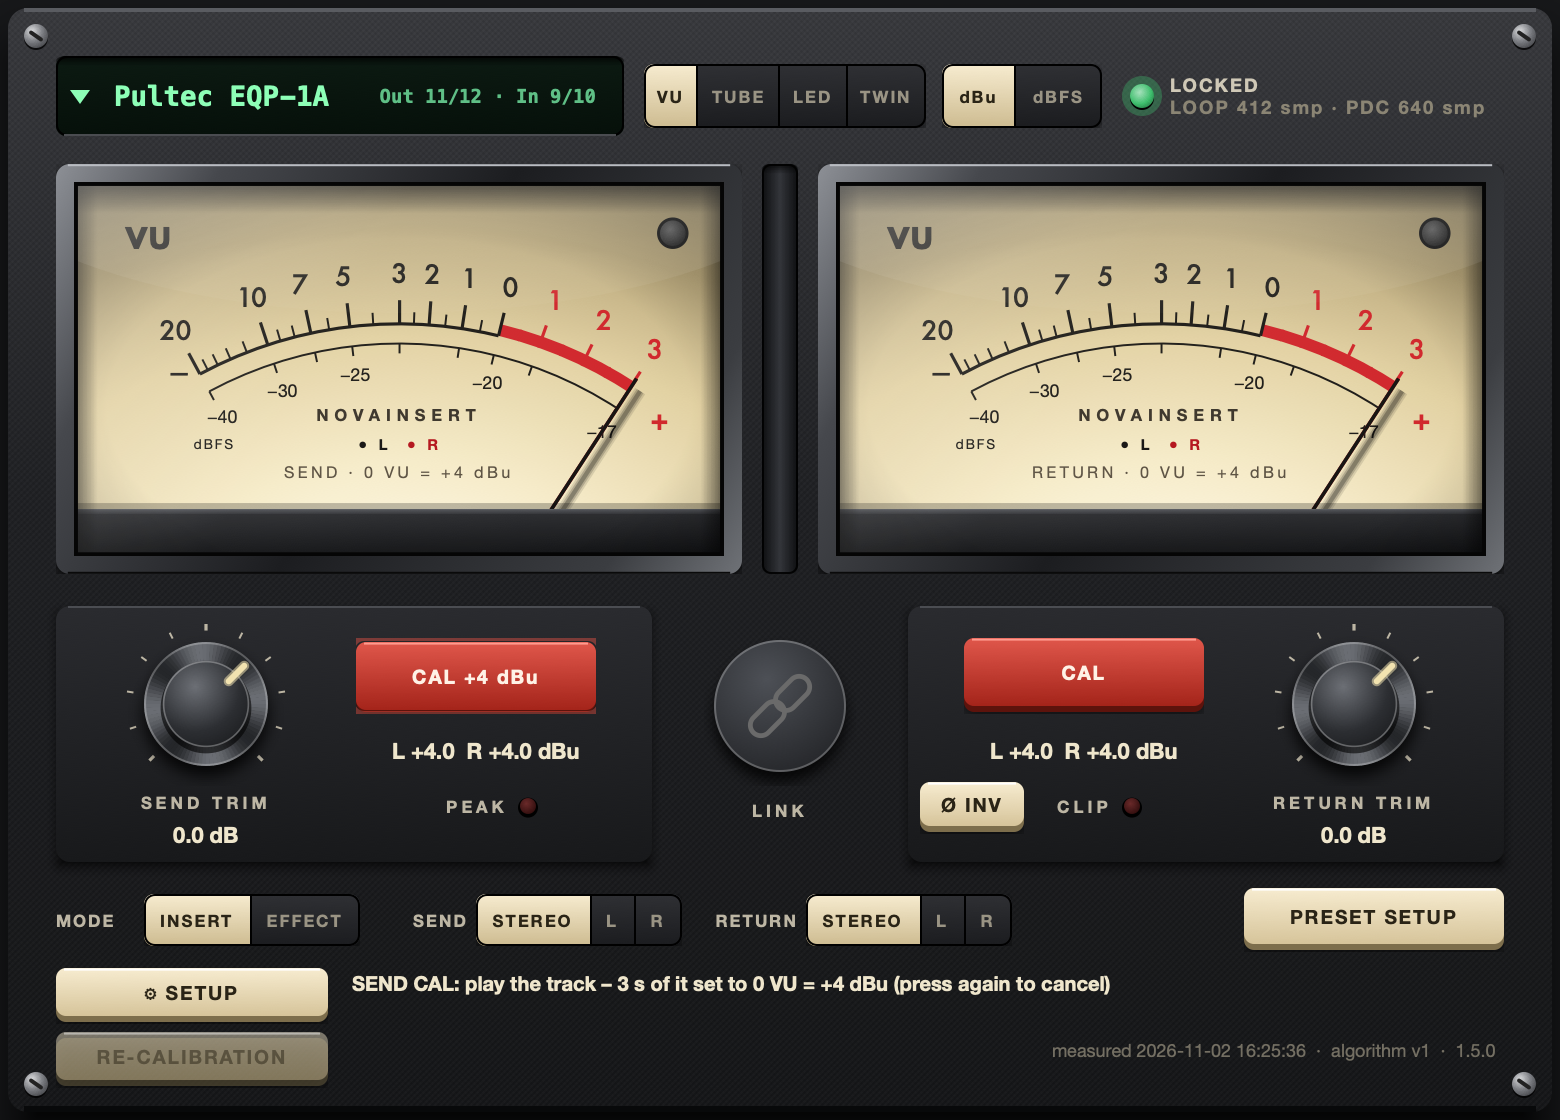 Pultec EQP-1A Out 11/12 · In 9/10
VU TUBE LED TWIN
dBu dBFS
LOCKED
LOOP 412 smp · PDC 640 smp
VU
20 10 7 5 3 2 1 0 1 2 3
− +
-40 -30 -25 -20 -17
dBFS
NOVAINSERT
• L • R
SEND · 0 VU = +4 dBu
VU
20 10 7 5 3 2 1 0 1 2 3
− +
-40 -30 -25 -20 -17
dBFS
NOVAINSERT
• L • R
RETURN · 0 VU = +4 dBu
CAL +4 dBu
L +4.0 R +4.0 dBu
SEND TRIM
0.0 dB
PEAK
LINK
CAL
L +4.0 R +4.0 dBu
Ø INV
CLIP
RETURN TRIM
0.0 dB
MODE INSERT EFFECT
SEND STEREO L R
RETURN STEREO L R
PRESET SETUP
⚙ SETUP
SEND CAL: play the track – 3 s of it set to 0 VU = +4 dBu (press again to cancel)
RE-CALIBRATION
measured 2026-11-02 16:25:36 · algorithm v1 · 1.5.0